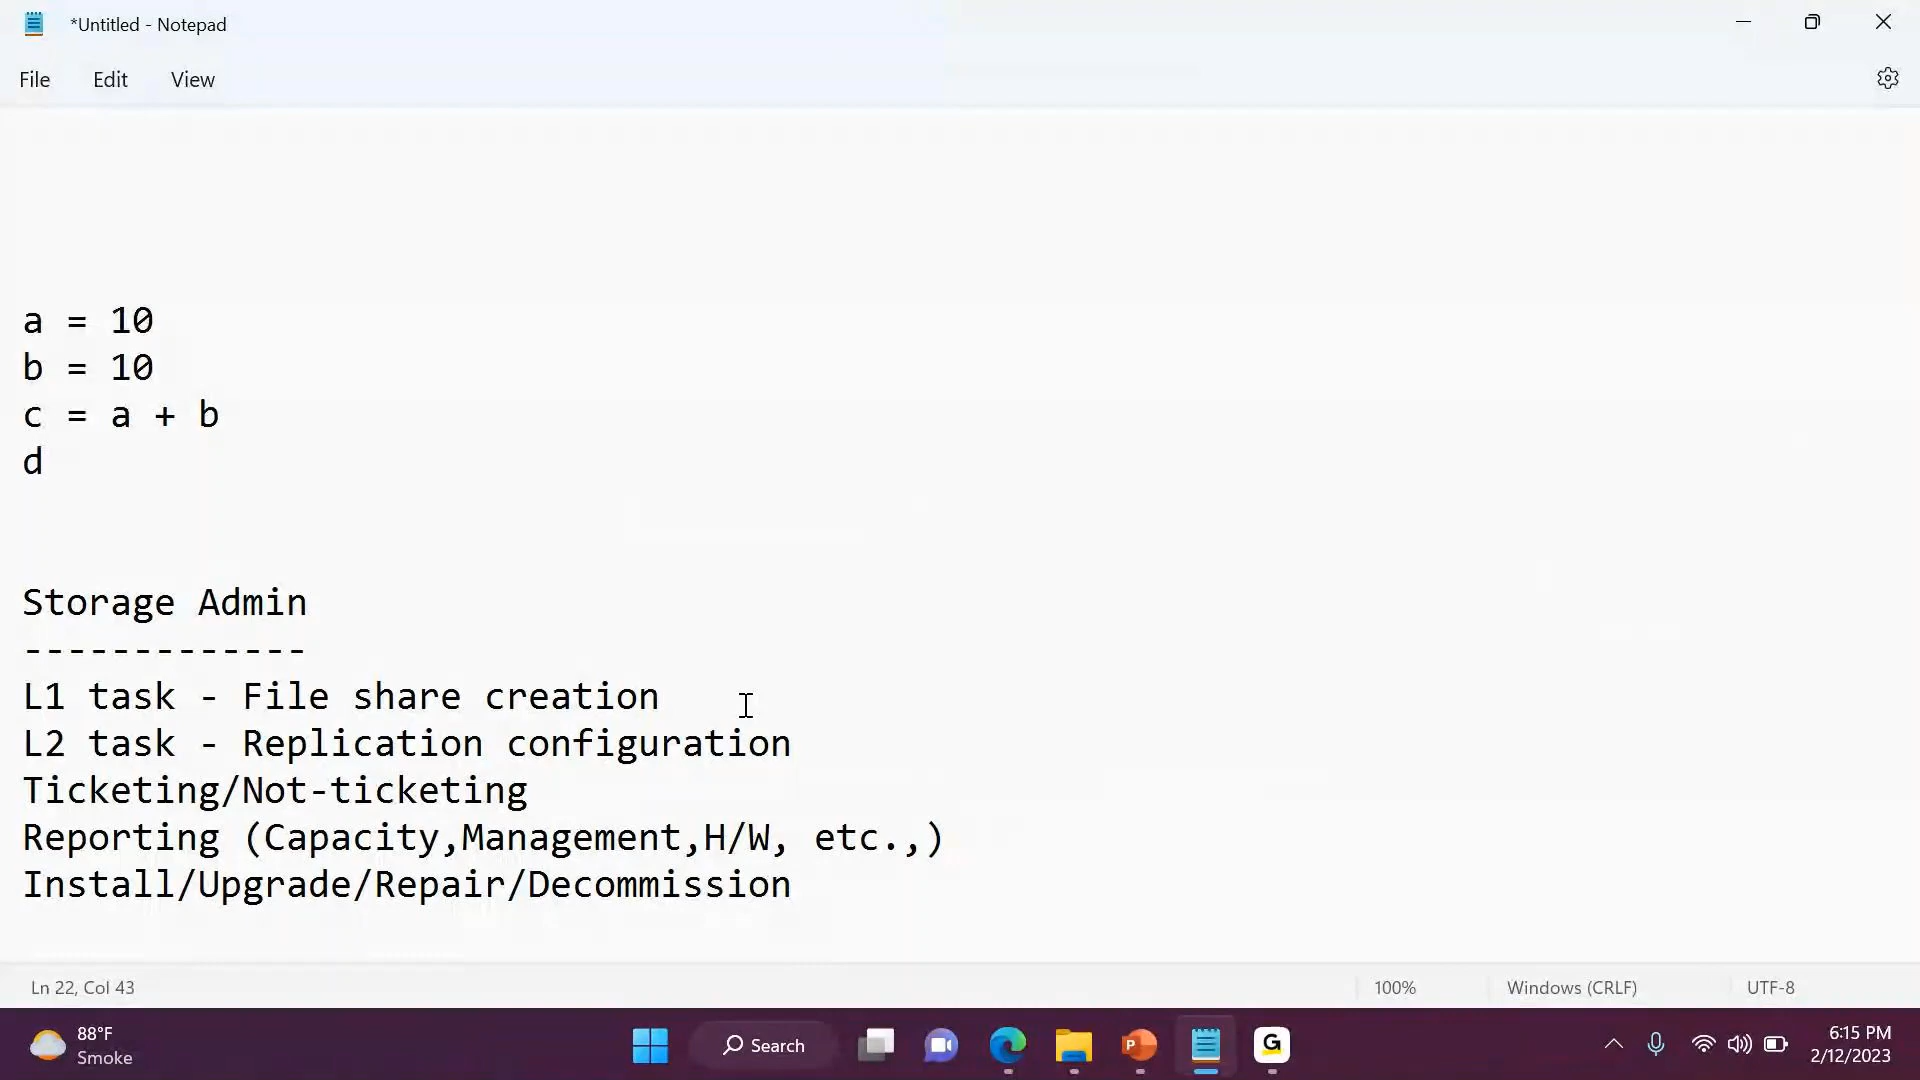 *Untitled - Notepad
File Edit View
a = 10
b = 10
c = a + b
d
Storage Admin
-------------
L1 task - File share creation
L2 task - Replication configuration
Ticketing/Not-ticketing
Reporting (Capacity,Management,H/W, etc.,)
Install/Upgrade/Repair/Decommission
Ln 22, Col 43 100% Windows (CRLF) UTF-8
88°F
Smoke
Search
P
G
6:15 PM
2/12/2023